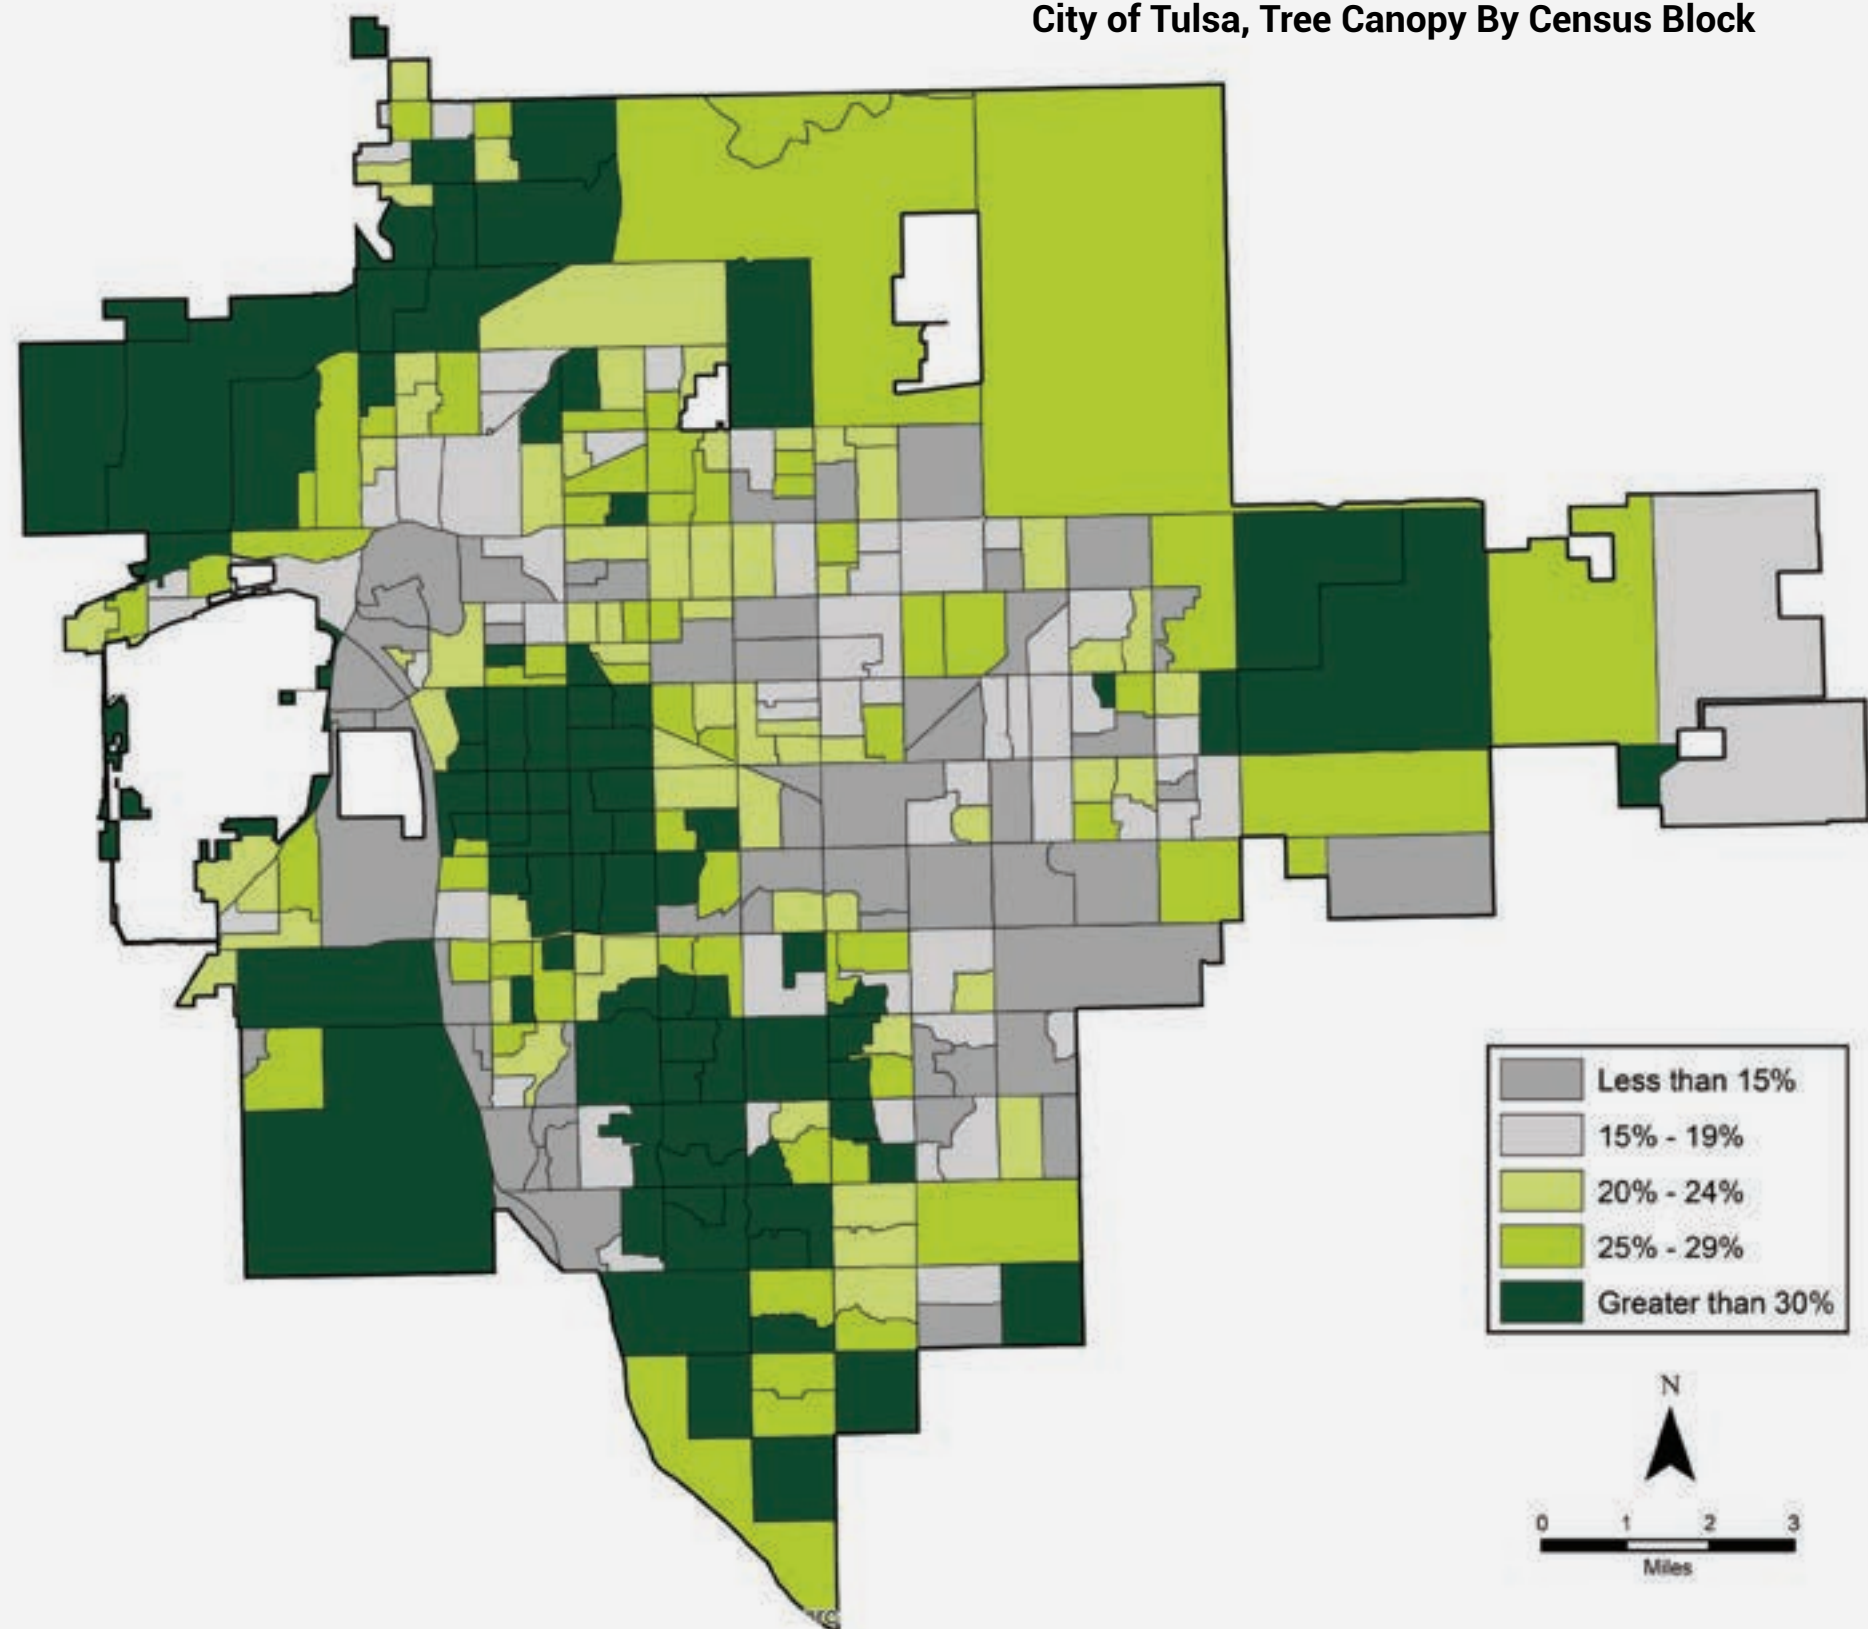 City of Tulsa, Tree Canopy By Census Block
Less than 15%
15% - 19%
20% - 24%
25% - 29%
Greater than 30%
N
0 1 2 3
Miles